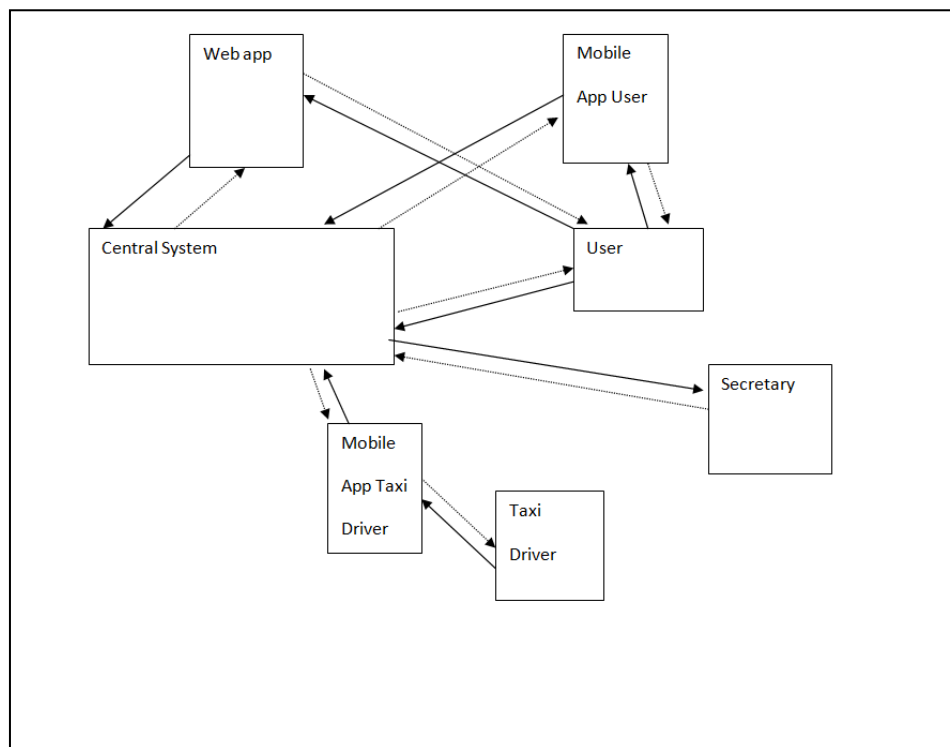 Web app
Mobile
App User
Central System
User
Secretary
Mobile
App Taxi
Driver
Taxi
Driver